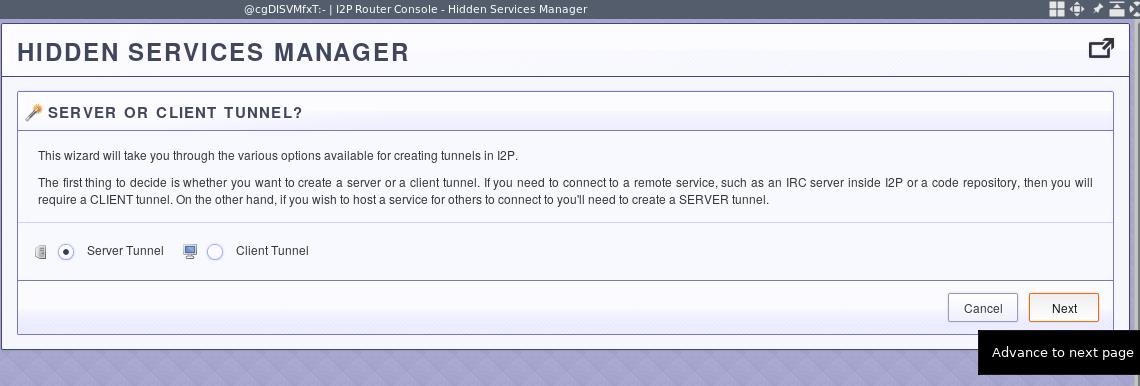 @cgDISVMfxT:- | I2P Router Console - Hidden Services Manager
HIDDEN SERVICES MANAGER
SERVER OR CLIENT TUNNEL?
This wizard will take you through the various options available for creating tunnels in I2P.
The first thing to decide is whether you want to create a server or a client tunnel. If you need to connect to a remote service, such as an IRC server inside I2P or a code repository, then you will
require a CLIENT tunnel. On the other hand, if you wish to host a service for others to connect to you'll need to create a SERVER tunnel.
Server Tunnel Client Tunnel
Cancel Next
Advance to next page